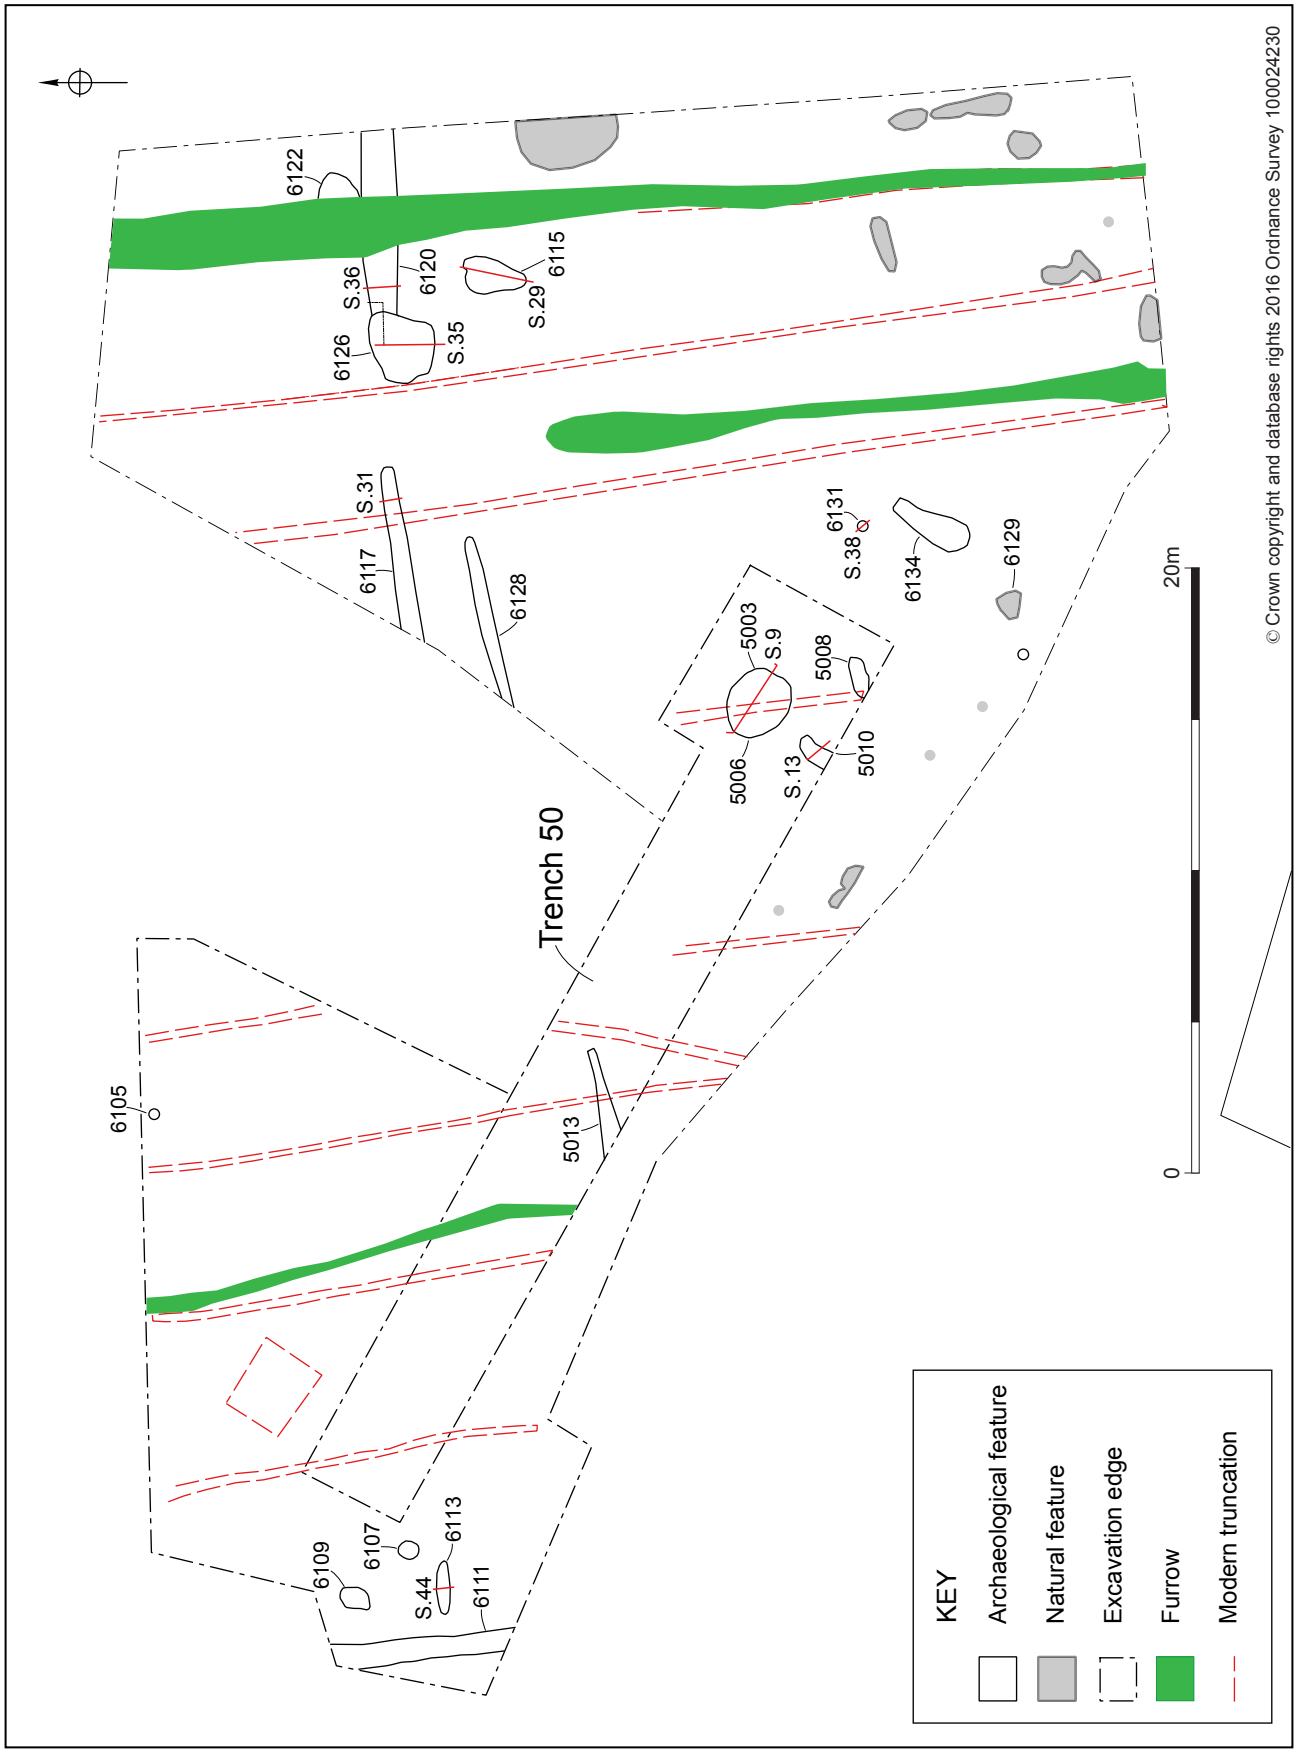 6109
6107
S.44
6113
6111
6105
5013
Trench 50
6117
S.31
6128
6126
S.36
6120
6122
S.35
S.29
6115
5006
5003
S.9
S.13
5010
5008
S.38
6131
6134
6129
0
20m
KEY
Archaeological feature
Natural feature
Excavation edge
Furrow
Modern truncation
© Crown copyright and database rights 2016 Ordnance Survey 100024230